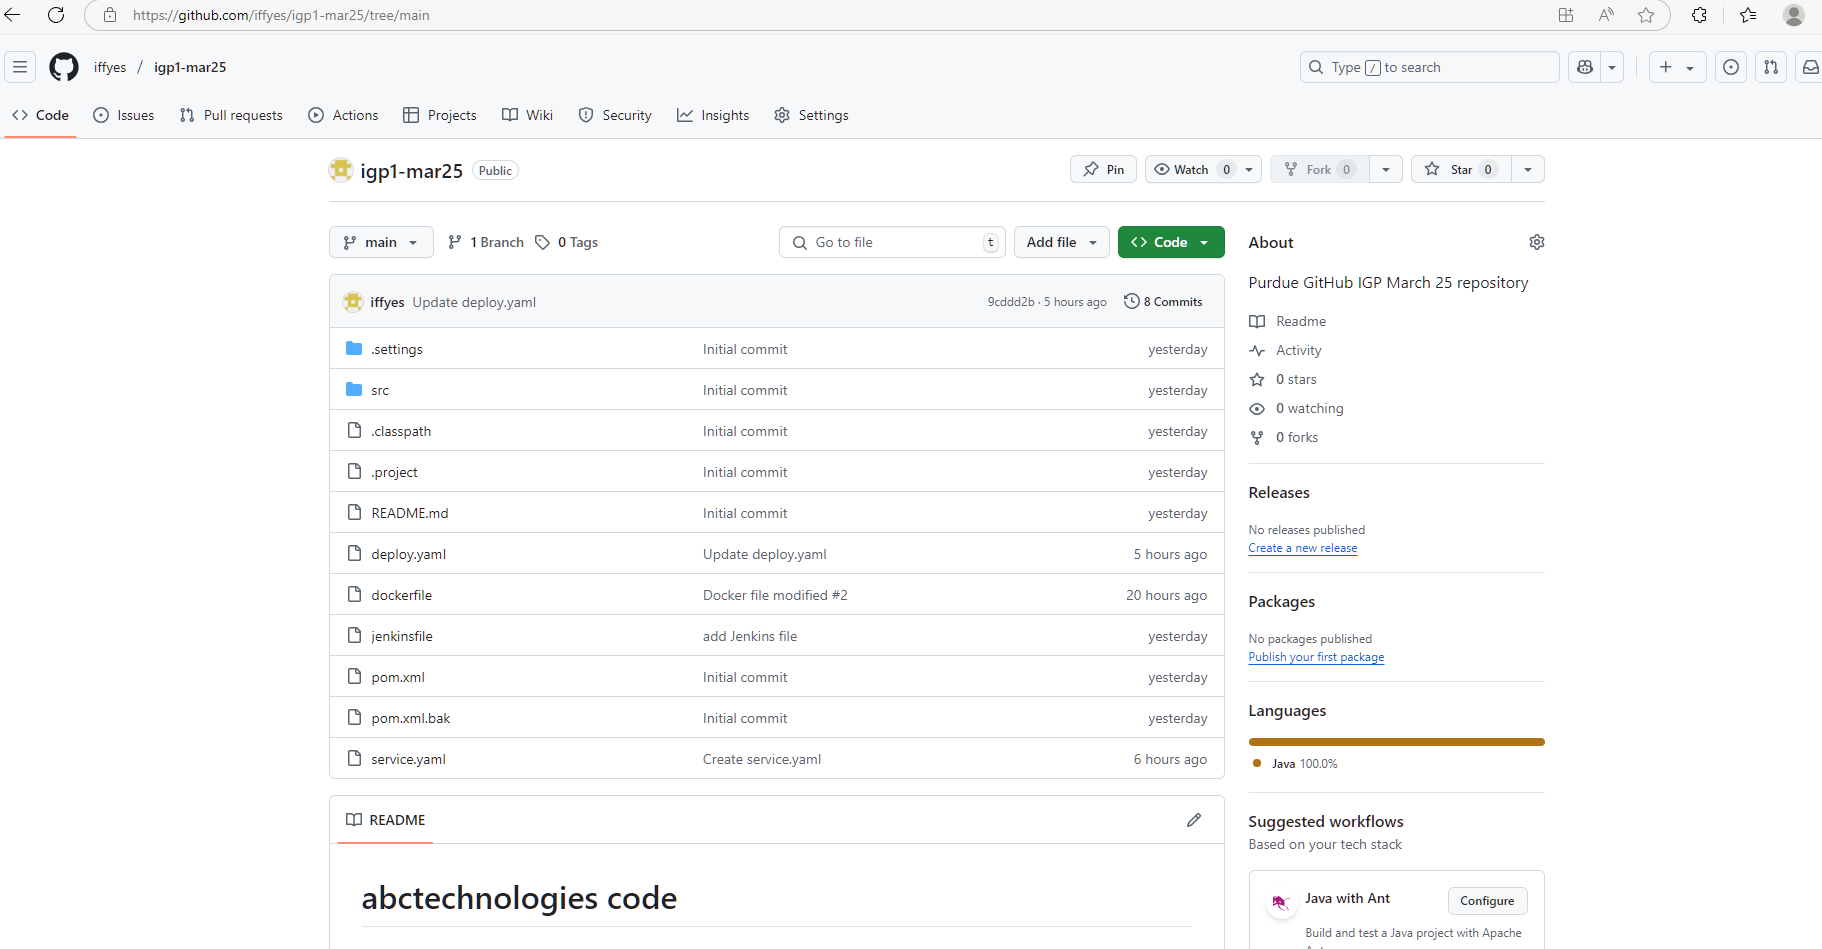 https://github.com/iffyes/igp1-mar25/tree/main
iffyes / igp1-mar25
Type / to search
Code Issues Pull requests Actions Projects Wiki Security Insights Settings
igp1-mar25 Public
Pin Watch 0 Fork 0 Star 0
main 1 Branch 0 Tags
Go to file t
Add file Code
iffyes Update deploy.yaml 9cddd2b · 5 hours ago 8 Commits
.settings Initial commit yesterday
src Initial commit yesterday
.classpath Initial commit yesterday
.project Initial commit yesterday
README.md Initial commit yesterday
deploy.yaml Update deploy.yaml 5 hours ago
dockerfile Docker file modified #2 20 hours ago
jenkinsfile add Jenkins file yesterday
pom.xml Initial commit yesterday
pom.xml.bak Initial commit yesterday
service.yaml Create service.yaml 6 hours ago
README
abctechnologies code
About
Purdue GitHub IGP March 25 repository
Readme
Activity
0 stars
0 watching
0 forks
Releases
No releases published
Create a new release
Packages
No packages published
Publish your first package
Languages
Java 100.0%
Suggested workflows
Based on your tech stack
Java with Ant
Configure
Build and test a Java project with Apache